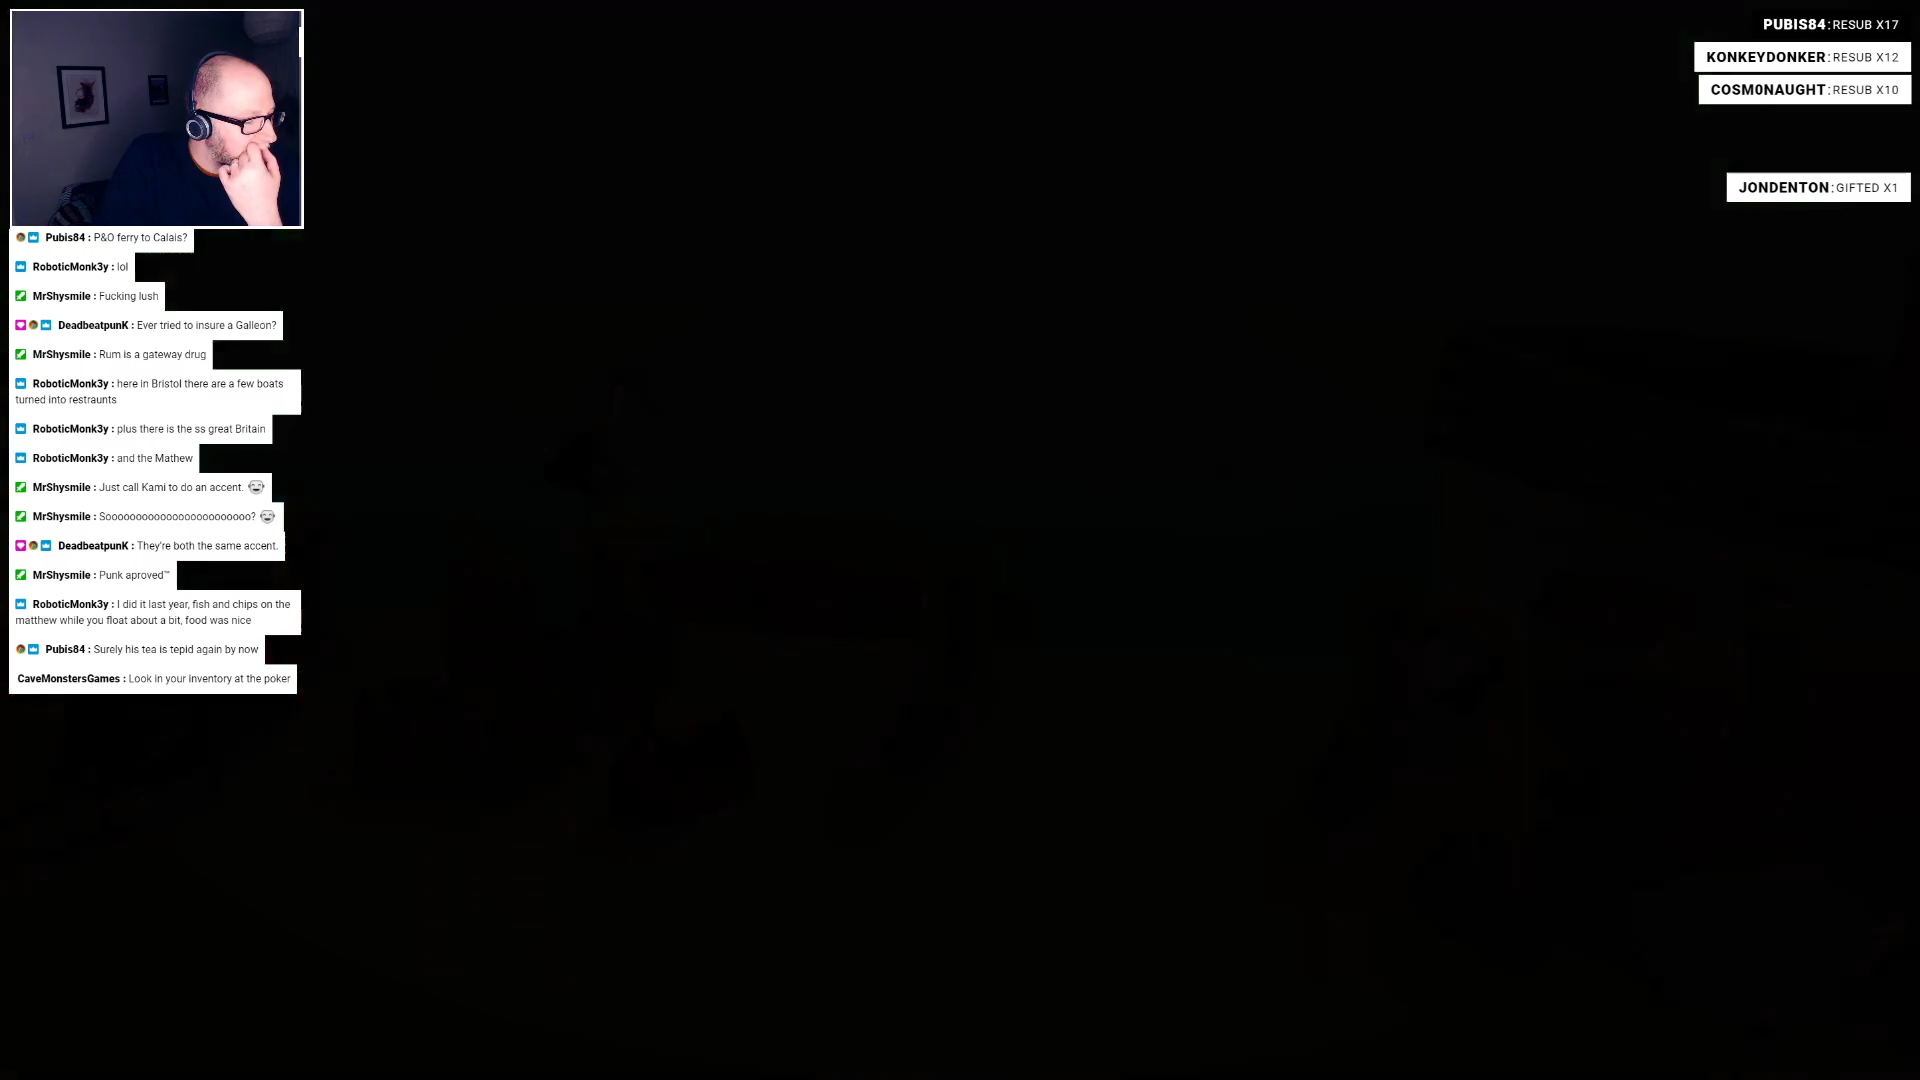 PUBIS84:RESUB X17
KONKEYDONKER:RESUB X12
COSM0NAUGHT:RESUB X10
JONDENTON:GIFTED X1
Pubis84 : P&O ferry to Calais?
RoboticMonk3y : lol
MrShysmile : Fucking lush
DeadbeatpunK : Ever tried to insure a Galleon?
MrShysmile : Rum is a gateway drug
RoboticMonk3y : here in Bristol there are a few boats
turned into restraunts
RoboticMonk3y : plus there is the ss great Britain
RoboticMonk3y : and the Mathew
MrShysmile : Just call Kami to do an accent.
MrShysmile : Soooooooooooooooooooooooo?
DeadbeatpunK : They're both the same accent.
MrShysmile : Punk aproved™
RoboticMonk3y : I did it last year, fish and chips on the
matthew while you float about a bit, food was nice
Pubis84 : Surely his tea is tepid again by now
CaveMonstersGames : Look in your inventory at the poker